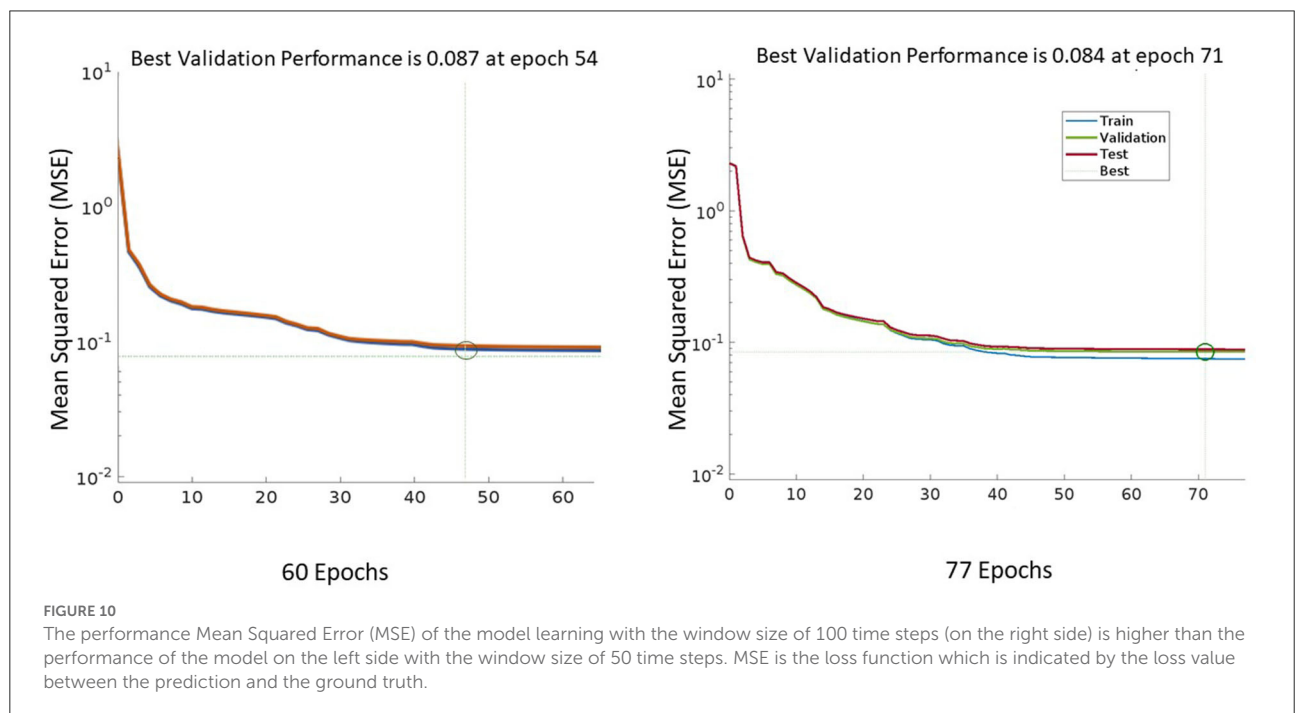 Best Validation Performance is 0.087 at epoch 54
10^1
10^0
10^-1
10^-2
Mean Squared Error (MSE)
0 10 20 30 40 50 60
60 Epochs
Best Validation Performance is 0.084 at epoch 71
10^1
10^0
10^-1
10^-2
Mean Squared Error (MSE)
Train
Validation
Test
Best
0 10 20 30 40 50 60 70
77 Epochs
FIGURE 10
The performance Mean Squared Error (MSE) of the model learning with the window size of 100 time steps (on the right side) is higher than the
performance of the model on the left side with the window size of 50 time steps. MSE is the loss function which is indicated by the loss value
between the prediction and the ground truth.